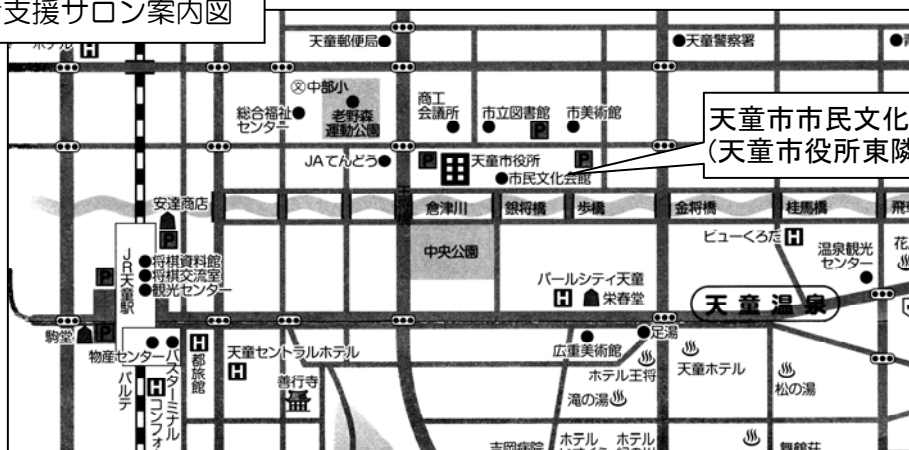 支援サロン案内図
ホテル
天童郵便局
天童警察署
中部小
老野森
運動公園
総合福祉
センター
商工
会議所
市立図書館
市美術館
P
天童市市民文化
(天童市役所東隣
JAてんどう
P
天童市役所
P
市民文化会館
安達商店
P
倉津川
銀将橋
歩橋
金将橋
桂馬橋
飛車
中央公園
ビューくろだ
温泉観光
センター
JR天童駅
将棋資料館
将棋交流室
観光センター
P
パールシティ天童
栄春堂
天童温泉
駒堂
P
物産センター
バスターミナル
パルテ
都旅館
天童セントラルホテル
善行寺
広重美術館
足湯
ホテル王将
滝の湯
天童ホテル
松の湯
吉岡病院
ホテル
ホテル
舞鶴荘